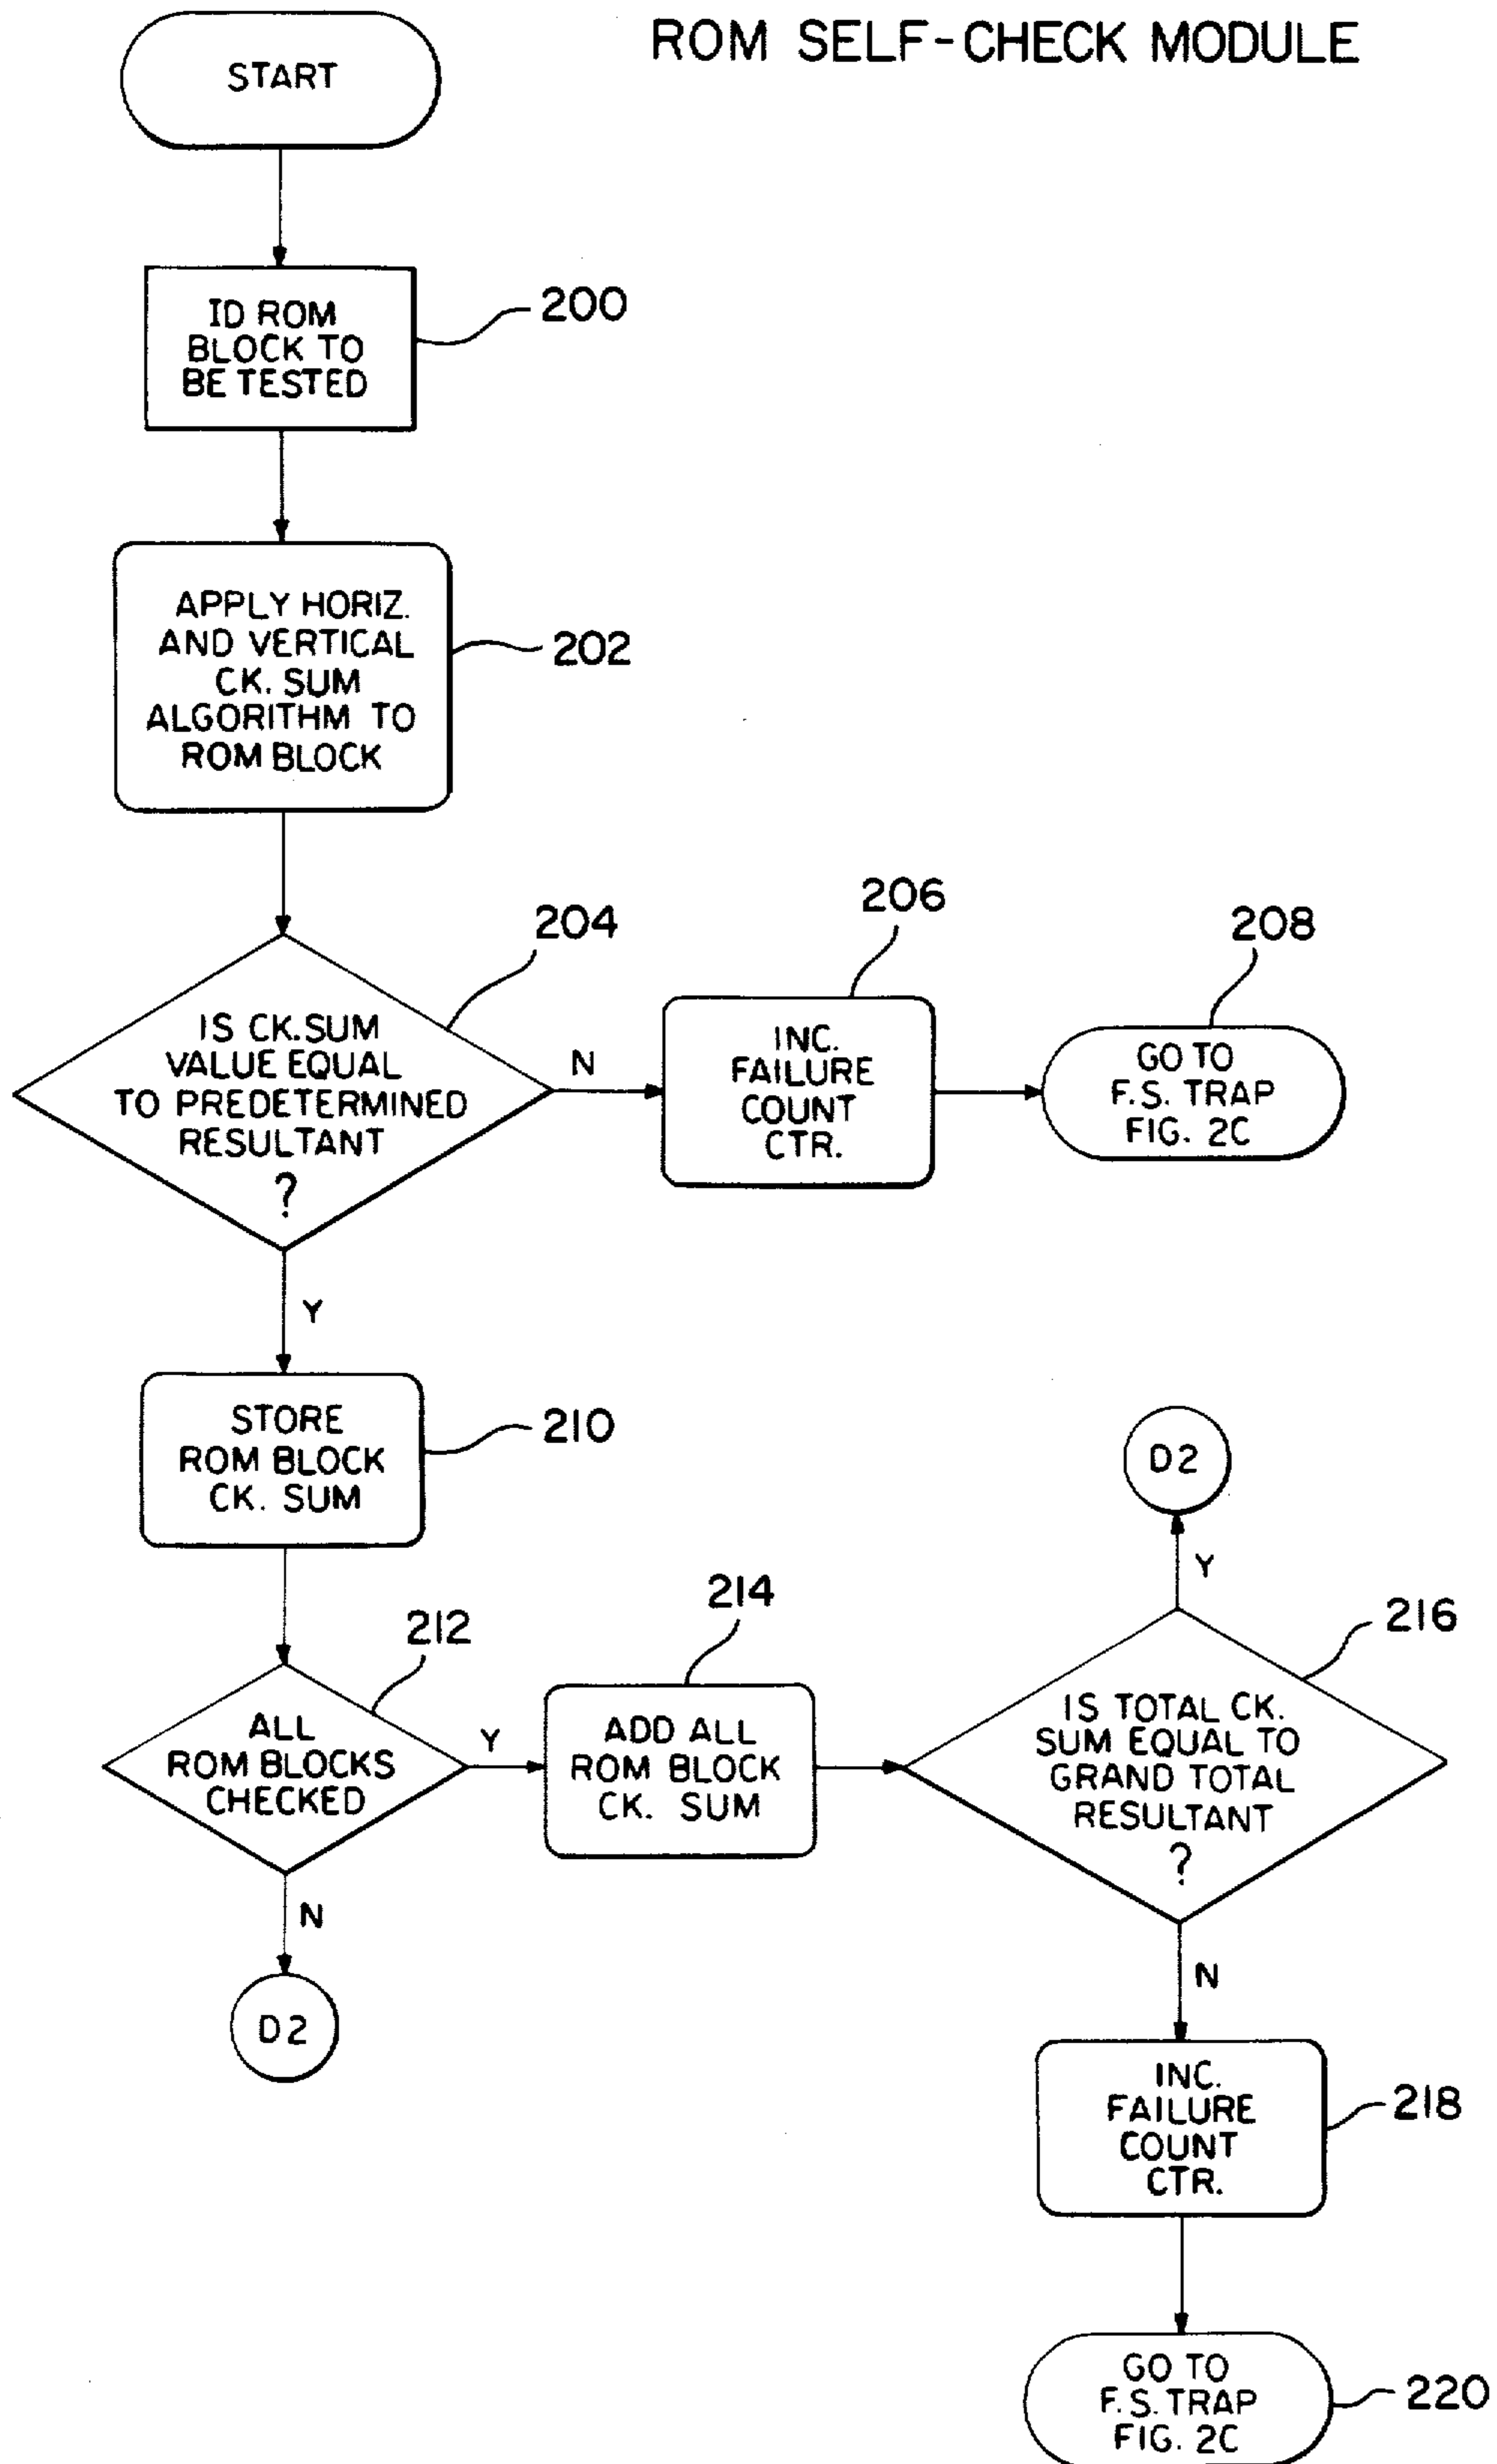 ROM SELF-CHECK MODULE
START
ID ROM
BLOCK TO
BE TESTED
200
APPLY HORIZ.
AND VERTICAL
CK. SUM
ALGORITHM TO
ROM BLOCK
202
IS CK.SUM
VALUE EQUAL
TO PREDETERMINED
RESULTANT
?
204
N
INC.
FAILURE
COUNT
CTR.
206
GO TO
F.S. TRAP
FIG. 2C
208
Y
STORE
ROM BLOCK
CK. SUM
210
ALL
ROM BLOCKS
CHECKED
212
N
D2
Y
ADD ALL
ROM BLOCK
CK. SUM
214
IS TOTAL CK.
SUM EQUAL TO
GRAND TOTAL
RESULTANT
?
216
Y
D2
N
INC.
FAILURE
COUNT
CTR.
218
GO TO
F.S. TRAP
FIG. 2C
220